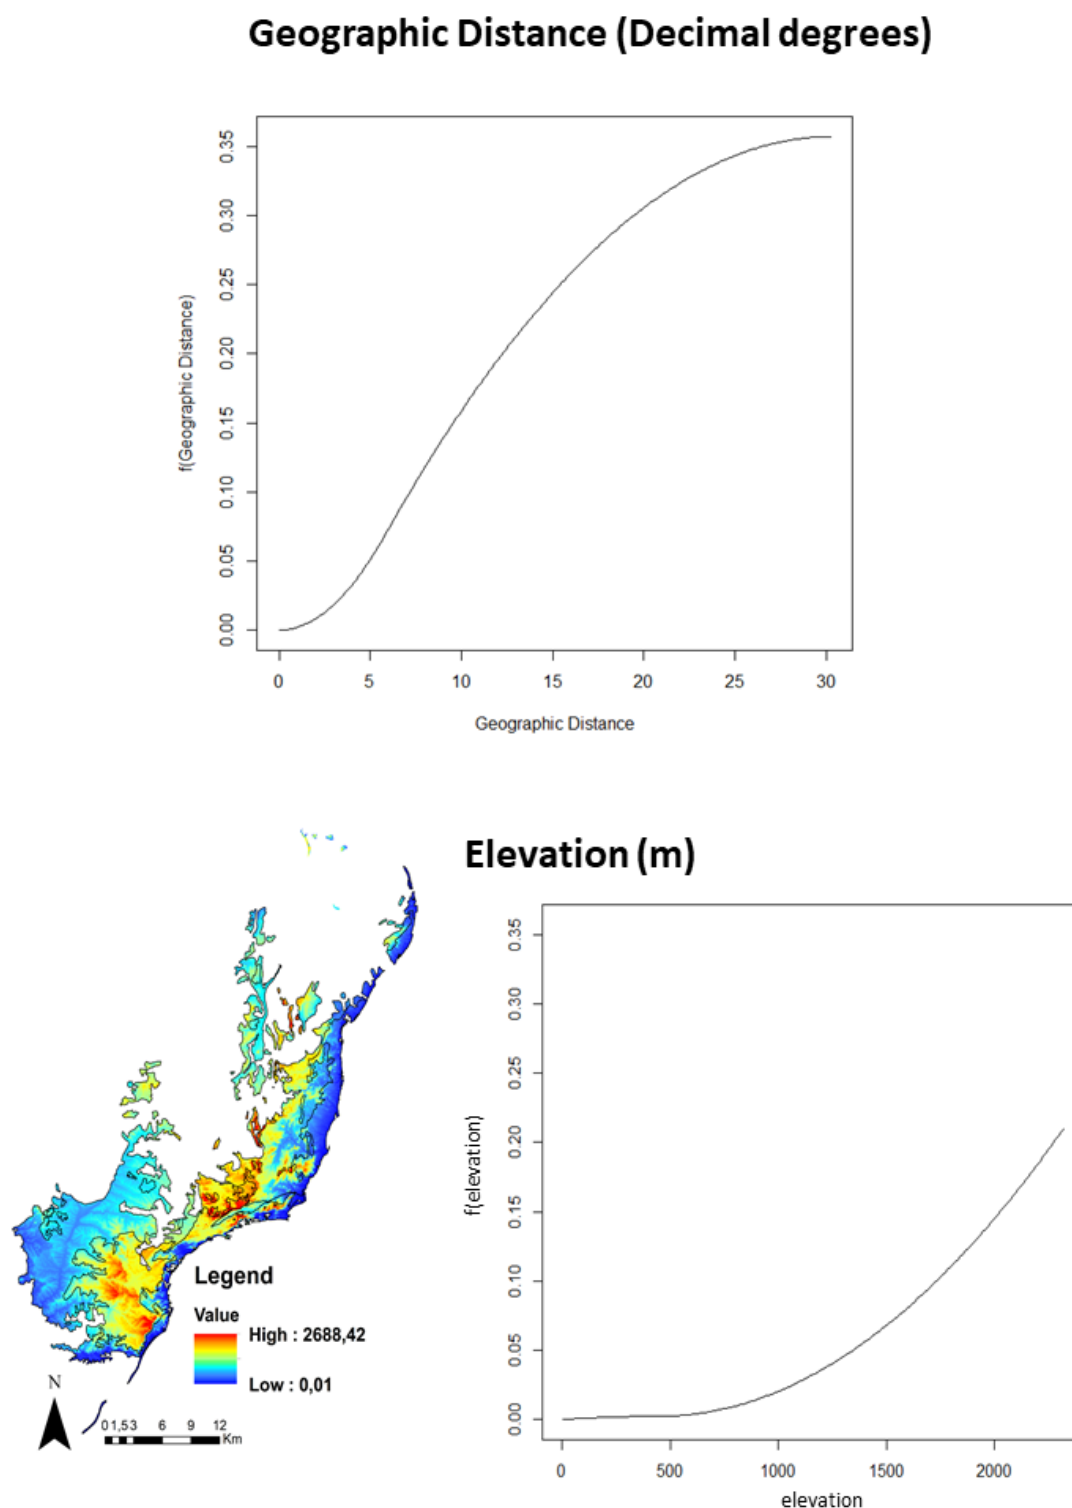 Geographic Distance (Decimal degrees)
f(Geographic Distance)
0.35
0.30
0.25
0.20
0.15
0.10
0.05
0.00
0 5 10 15 20 25 30
Geographic Distance
Elevation (m)
f(elevation)
0.35
0.30
0.25
0.20
0.15
0.10
0.05
0.00
0 500 1000 1500 2000
elevation
Legend
Value
High : 2688,42
Low : 0,01
N
0 1,5 3 6 9 12
Km